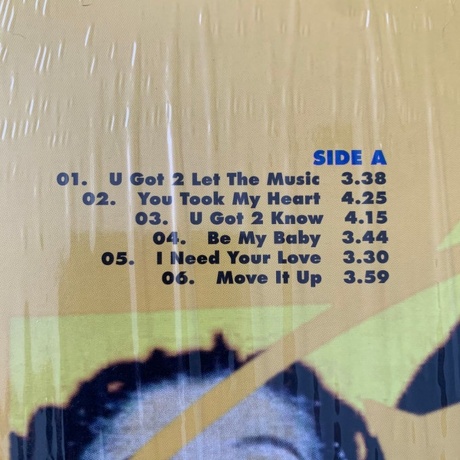 SIDE A
01. U Got 2 Let The Music 3.38
02. You Took My Heart 4.25
03. U Got 2 Know 4.15
04. Be My Baby 3.44
05. I Need Your Love 3.30
06. Move It Up 3.59